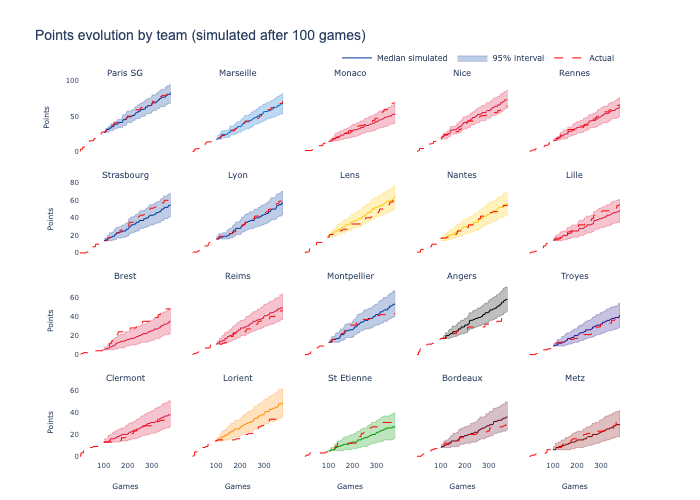 Points evolution by team (simulated after 100 games)
Median simulated 95% interval Actual
Paris SG Marseille Monaco Nice Rennes
100
50
0
Points
Strasbourg Lyon Lens Nantes Lille
80
60
40
20
0
Points
Brest Reims Montpellier Angers Troyes
60
40
20
0
Points
Clermont Lorient St Etienne Bordeaux Metz
60
40
20
0
Points
100 200 300 100 200 300 100 200 300 100 200 300 100 200 300
Games Games Games Games Games